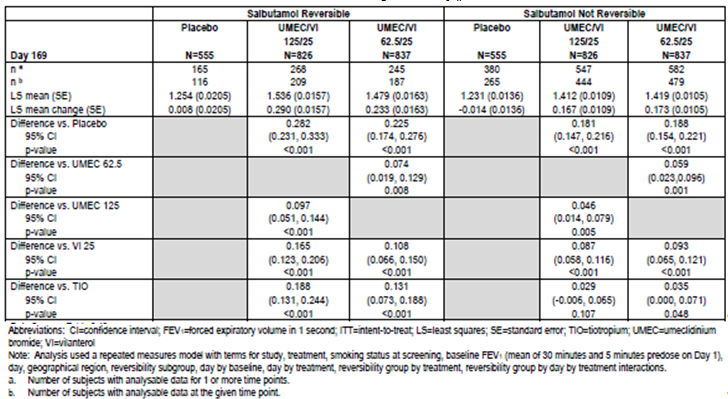 Salbutamol Reversible Salbutamol Not Reversible
Placebo UMEC/VI UMEC/VI Placebo UMEC/VI UMEC/VI
125/25 62.5/25 125/25 62.5/25
Day 169 N=555 N=826 N=837 N=555 N=826 N=837
n a 165 268 245 380 547 582
n b 116 209 187 265 444 479
LS mean (SE) 1.254 (0.0205) 1.536 (0.0157) 1.479 (0.0163) 1.231 (0.0136) 1.412 (0.0109) 1.419 (0.0105)
LS mean change (SE) 0.008 (0.0205) 0.290 (0.0157) 0.233 (0.0163) -0.014 (0.0136) 0.167 (0.0109) 0.173 (0.0105)
Difference vs. Placebo 0.282 0.225 0.181 0.188
95% CI (0.231, 0.333) (0.174, 0.276) (0.147, 0.216) (0.154, 0.221)
p-value <0.001 <0.001 <0.001 <0.001
Difference vs. UMEC 62.5 0.074 0.059
95% CI (0.019, 0.129) (0.023,0.096)
p-value 0.008 0.001
Difference vs. UMEC 125 0.097 0.046
95% CI (0.051, 0.144) (0.014, 0.079)
p-value <0.001 0.005
Difference vs. VI 25 0.165 0.108 0.087 0.093
95% CI (0.123, 0.206) (0.066, 0.150) (0.058, 0.116) (0.065, 0.121)
p-value <0.001 <0.001 <0.001 <0.001
Difference vs. TIO 0.188 0.131 0.029 0.035
95% CI (0.131, 0.244) (0.073, 0.188) (-0.006, 0.065) (0.000, 0.071)
p-value <0.001 <0.001 0.107 0.048
Abbreviations: CI=confidence interval; FEV1=forced expiratory volume in 1 second; ITT=intent-to-treat; LS=least squares; SE=standard error; TIO=tiotropium; UMEC=umeclidinium
bromide; VI=vilanterol
Note: Analysis used a repeated measures model with terms for study, treatment, smoking status at screening, baseline FEV1 (mean of 30 minutes and 5 minutes predose on Day 1),
day, geographical region, reversibility subgroup, day by baseline, day by treatment, reversibility group by treatment, reversibility group by day by treatment interactions.
a. Number of subjects with analysable data for 1 or more time points.
b. Number of subjects with analysable data at the given time point.